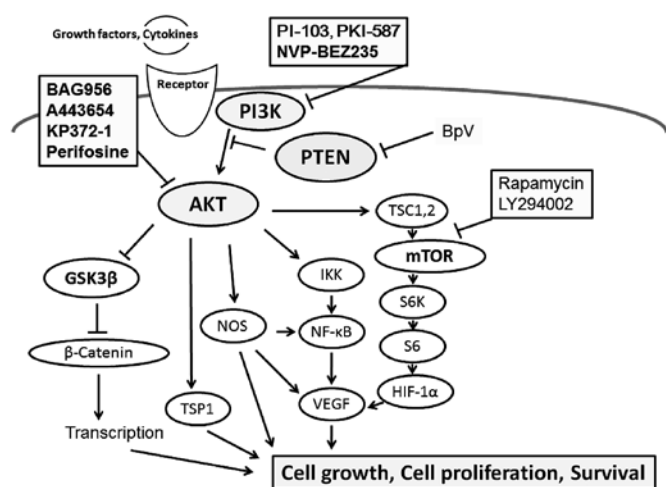 Growth factors, Cytokines
PI-103, PKI-587
NVP-BEZ235
Receptor
BAG956
A443654
KP372-1
Perifosine
PI3K
PTEN
BpV
AKT
TSC1,2
Rapamycin
LY294002
mTOR
GSK3β
IKK
S6K
NOS
NF-κB
S6
β-Catenin
TSP1
VEGF
HIF-1α
Transcription
Cell growth, Cell proliferation, Survival